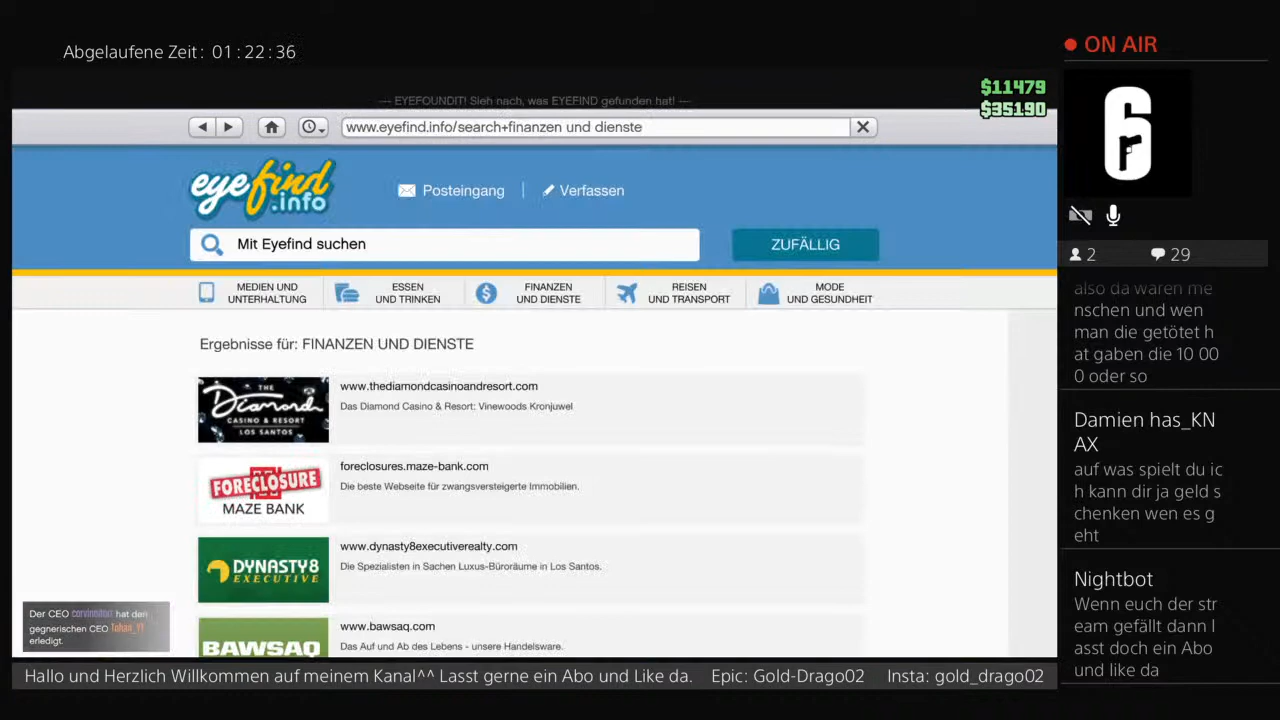 Abgelaufene Zeit: 01:22:36
ON AIR
$11479
$35190
--- EYEFOUNDIT! Sieh nach, was EYEFIND gefunden hat! ---
www.eyefind.info/search+finanzen und dienste
eyefind
.info
Posteingang
Verfassen
Mit Eyefind suchen
ZUFÄLLIG
MEDIEN UND
UNTERHALTUNG
ESSEN
UND TRINKEN
FINANZEN
UND DIENSTE
REISEN
UND TRANSPORT
MODE
UND GESUNDHEIT
Ergebnisse für: FINANZEN UND DIENSTE
THE
Diamond
CASINO & RESORT
LOS SANTOS
www.thediamondcasinoandresort.com
Das Diamond Casino & Resort: Vinewoods Kronjuwel
FORECLOSURE
MAZE BANK
foreclosures.maze-bank.com
Die beste Webseite für zwangsversteigerte Immobilien.
DYNASTY8
EXECUTIVE
www.dynasty8executiverealty.com
Die Spezialisten in Sachen Luxus-Büroräume in Los Santos.
BAWSAQ
www.bawsaq.com
Das Auf und Ab des Lebens - unsere Handelsware.
Der CEO hat den
gegnerischen CEO
erledigt.
6
2
29
also da waren me
nschen und wen
man die getötet h
at gaben die 10 00
0 oder so
Damien has_KN
AX
auf was spielt du ic
h kann dir ja geld s
chenken wen es g
eht
Nightbot
Wenn euch der str
eam gefällt dann l
asst doch ein Abo
und like da
Hallo und Herzlich Willkommen auf meinem Kanal^^ Lasst gerne ein Abo und Like da. Epic: Gold-Drago02 Insta: gold_drago02